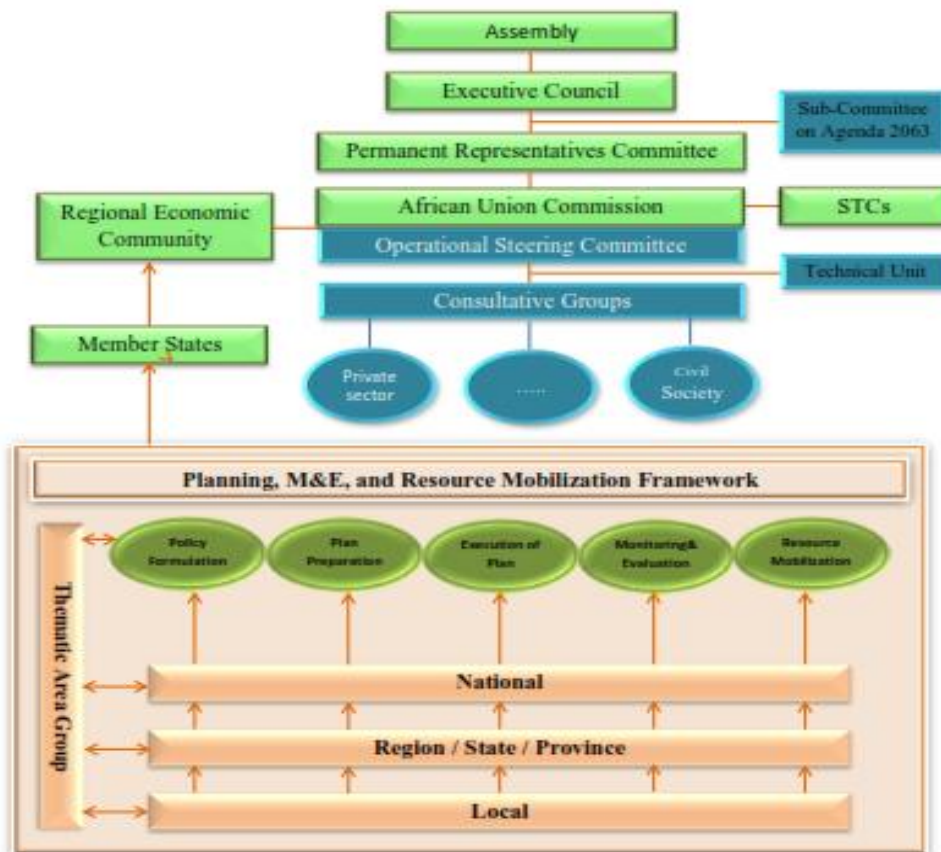 Assembly
Executive Council
Sub-Committee
on Agenda 2063
Permanent Representatives Committee
Regional Economic
Community
African Union Commission
STCs
Operational Steering Committee
Technical Unit
Consultative Groups
Member States
Private
sector
.....
Civil
Society
Planning, M&E, and Resource Mobilization Framework
Thematic Area Group
Policy
Formulation
Plan
Preparation
Execution of
Plan
Monitoring&
Evaluation
Resource
Mobilization
National
Region / State / Province
Local